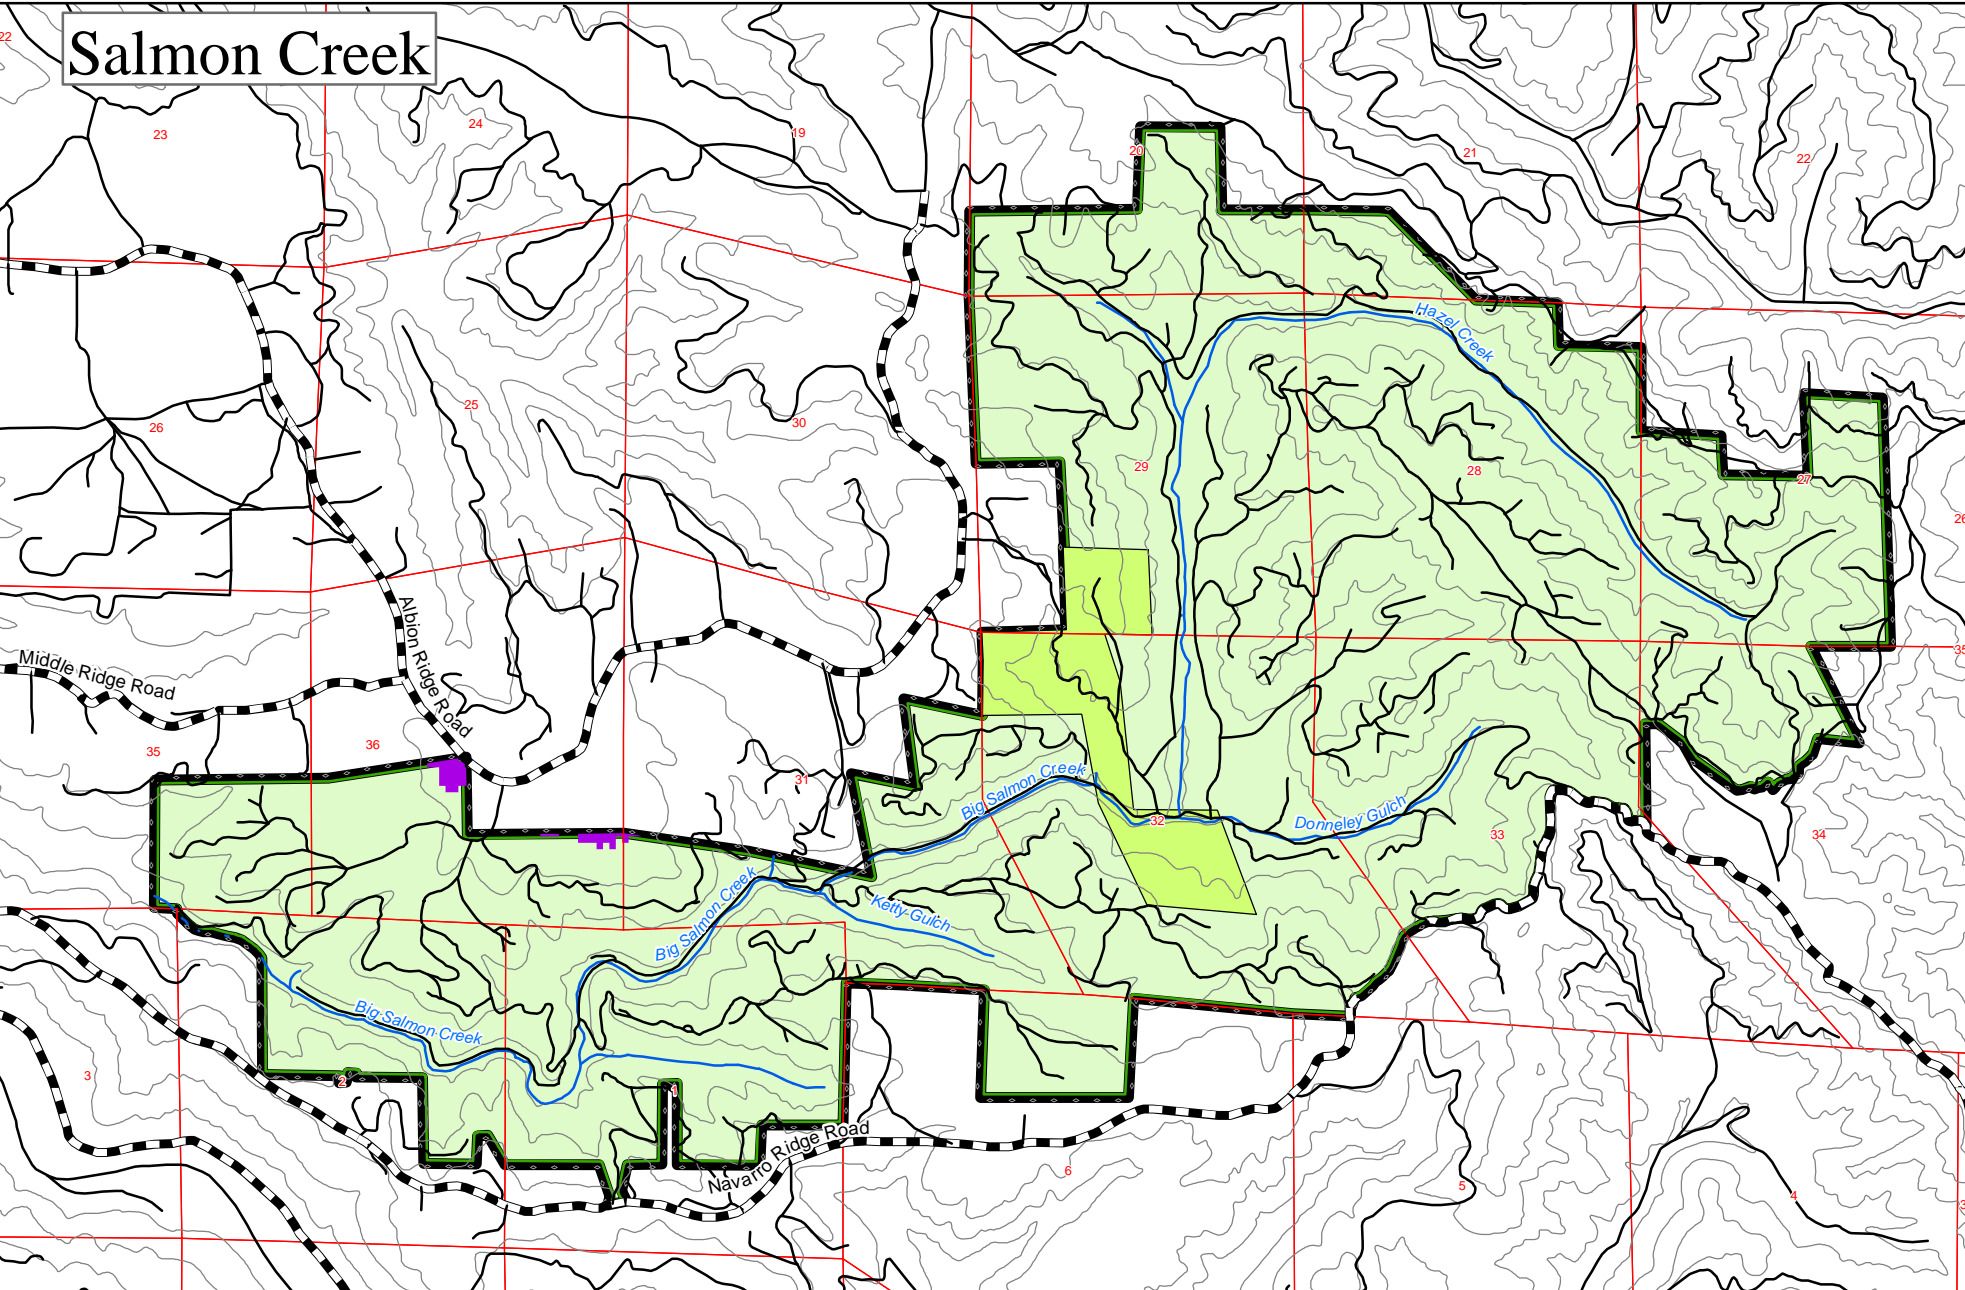 Salmon Creek
22
23
24
19
20
21
22
25
26
30
29
28
27
26
Hazel Creek
Albion Ridge Road
Middle Ridge Road
35
36
31
Big Salmon Creek
32
Donneley Gulch
33
34
35
Big Salmon Creek
Ketty Gulch
Big Salmon Creek
3
2
1
Navarro Ridge Road
6
5
4
3